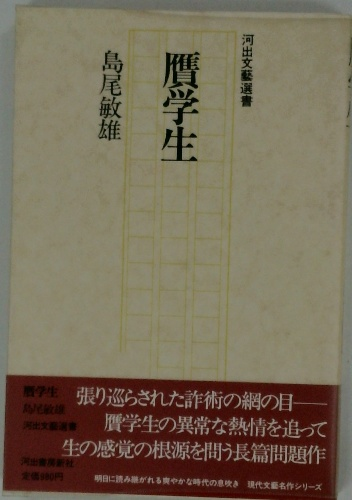 河出文藝選書
贋学生
島尾敏雄
張り巡らされた詐術の網の目──
贋学生の異常な熱情を追って
生の感覚の根源を問う長篇問題作
明日に読み継がれる爽やかな時代の息吹き 現代文藝名作シリーズ
贋学生
島尾敏雄
河出文藝選書
河出書房新社